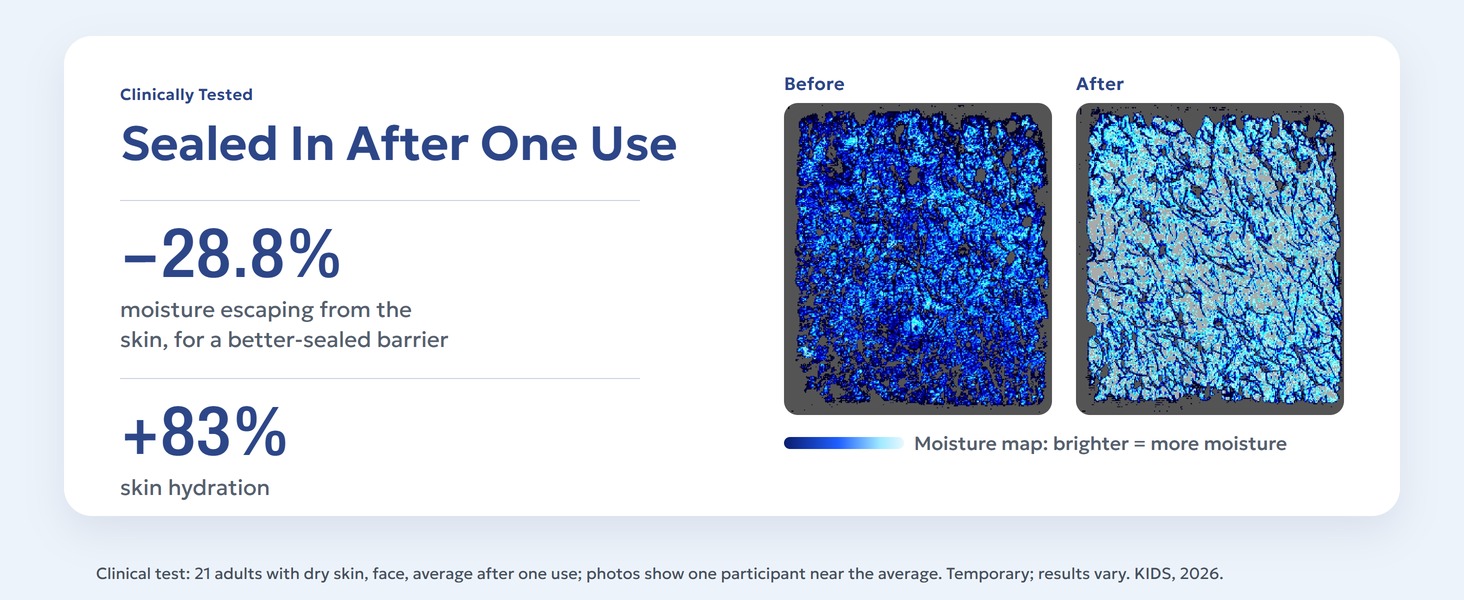 Clinically Tested
Sealed In After One Use
−28.8%
moisture escaping from the
skin, for a better-sealed barrier
+83%
skin hydration
Before
After
Moisture map: brighter = more moisture
Clinical test: 21 adults with dry skin, face, average after one use; photos show one participant near the average. Temporary; results vary. KIDS, 2026.